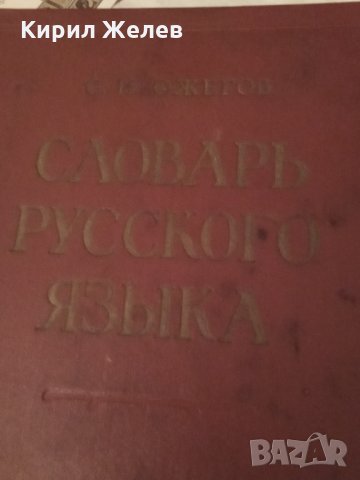 Кирил Желев
С. И. ОЖЕГОВ
СЛОВАРЬ
РУССКОГО
ЯЗЫКА
BAZAR